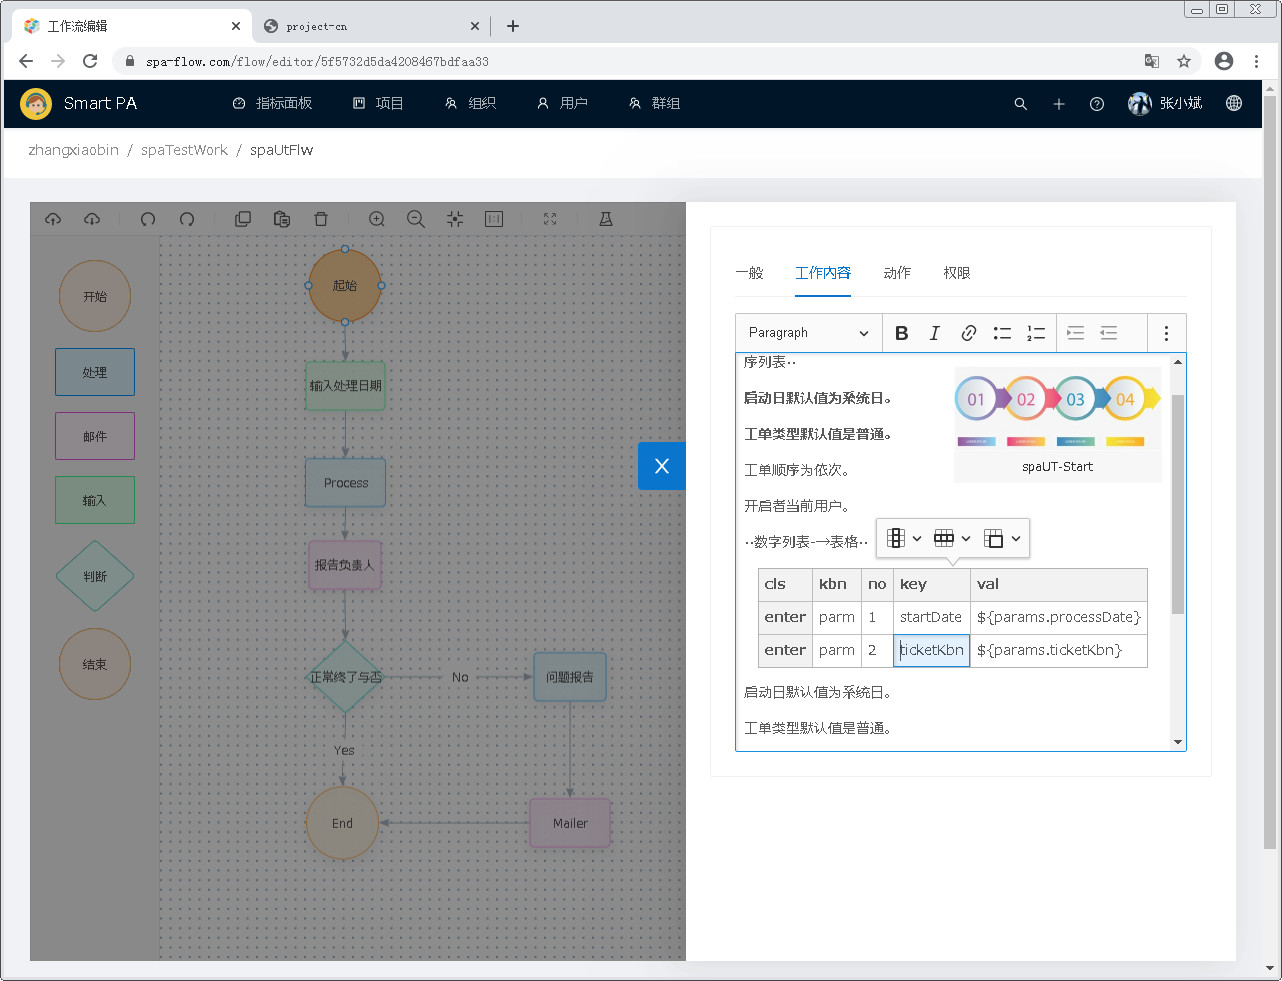 工作流编辑
project-cn
spa-flow.com/flow/editor/5f5732d5da4208467bdfaa33
Smart PA
指标面板
项目
组织
用户
群组
张小斌
zhangxiaobin / spaTestWork / spaUtFlw
开始
处理
邮件
输入
判断
结束
起始
输入处理日期
Process
报告负责人
正常终了与否
No
问题报告
Yes
End
Mailer
X
一般
工作内容
动作
权限
Paragraph
B I
序列表··
启动日默认值为系统日。
工单类型默认值是普通。
工单顺序为依次。
开启者当前用户。
01 02 03 04
spaUT-Start
··数字列表-→表格··
cls kbn no key val
enter parm 1 startDate ${params.processDate}
enter parm 2 ticketKbn ${params.ticketKbn}
启动日默认值为系统日。
工单类型默认值是普通。